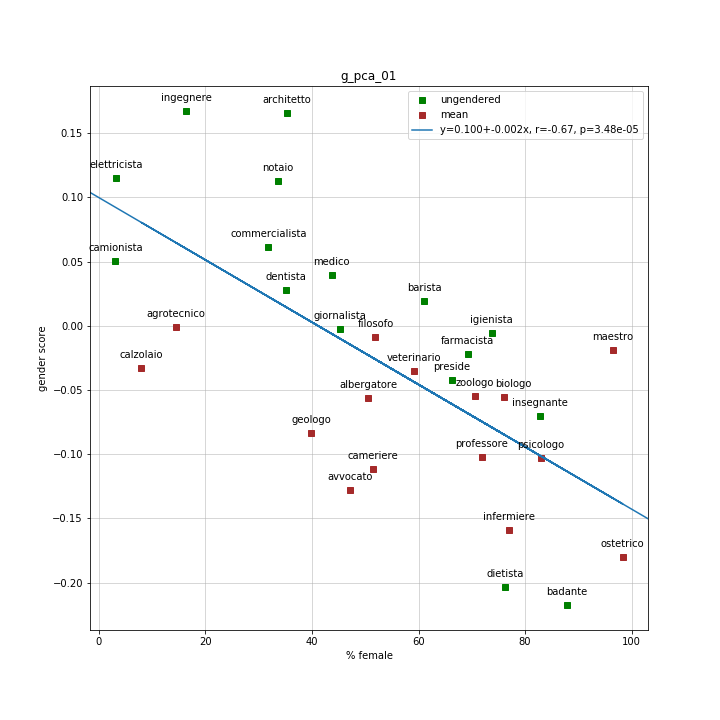 g_pca_01
ungendered
mean
y=0.100+-0.002x, r=-0.67, p=3.48e-05
ingegnere
architetto
elettricista
notaio
commercialista
camionista
medico
dentista
barista
agrotecnico
giornalista
filosofo
igienista
farmacista
maestro
calzolaio
veterinario
preside
albergatore
zoologo
biologo
insegnante
geologo
professore
psicologo
cameriere
avvocato
infermiere
ostetrico
dietista
badante
gender score
0.15
0.10
0.05
0.00
−0.05
−0.10
−0.15
−0.20
0 20 40 60 80 100
% female